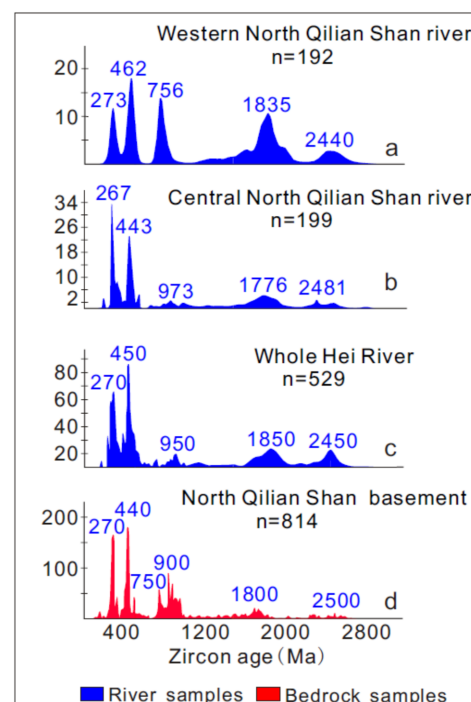 Western North Qilian Shan river
n=192
20
10
273
462
756
1835
2440
a
Central North Qilian Shan river
n=199
34
26
18
10
2
267
443
973
1776
2481
b
Whole Hei River
n=529
80
60
40
20
270
450
950
1850
2450
c
North Qilian Shan basement
n=814
200
100
270
440
750
900
1800
2500
d
400 1200 2000 2800
Zircon age(Ma)
River samples Bedrock samples